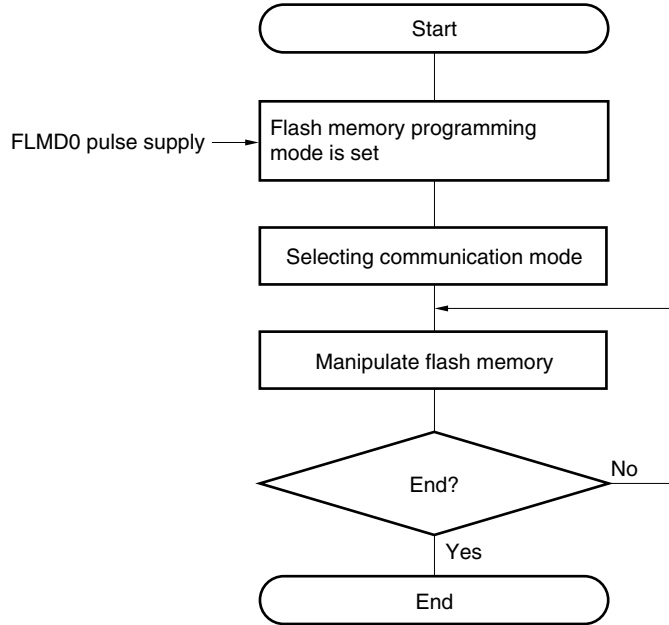 Start
FLMD0 pulse supply
Flash memory programming
mode is set
Selecting communication mode
Manipulate flash memory
End?
No
Yes
End